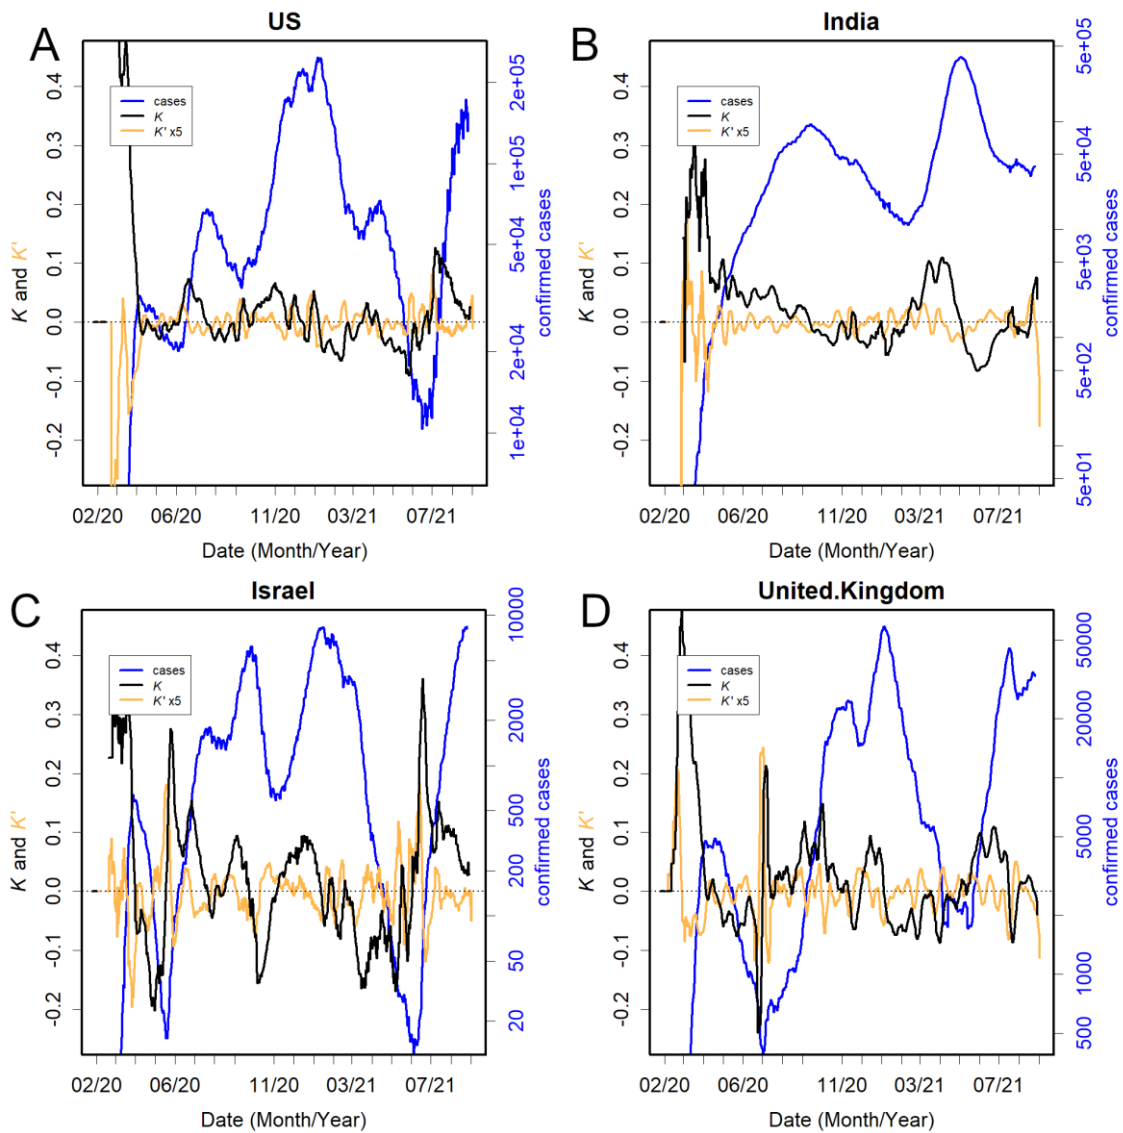 A
US
cases
K
K' x5
0.4
0.3
0.2
0.1
0.0
-0.1
-0.2
K and K'
2e+05
1e+05
5e+04
2e+04
1e+04
confirmed cases
02/20 06/20 11/20 03/21 07/21
Date (Month/Year)
B
India
cases
K
K' x5
0.4
0.3
0.2
0.1
0.0
-0.1
-0.2
K and K'
5e+05
5e+04
5e+03
5e+02
5e+01
confirmed cases
02/20 06/20 11/20 03/21 07/21
Date (Month/Year)
C
Israel
cases
K
K' x5
0.4
0.3
0.2
0.1
0.0
-0.1
-0.2
K and K'
10000
2000
500
200
50
20
confirmed cases
02/20 06/20 11/20 03/21 07/21
Date (Month/Year)
D
United.Kingdom
cases
K
K' x5
0.4
0.3
0.2
0.1
0.0
-0.1
-0.2
K and K'
50000
20000
5000
1000
500
confirmed cases
02/20 06/20 11/20 03/21 07/21
Date (Month/Year)